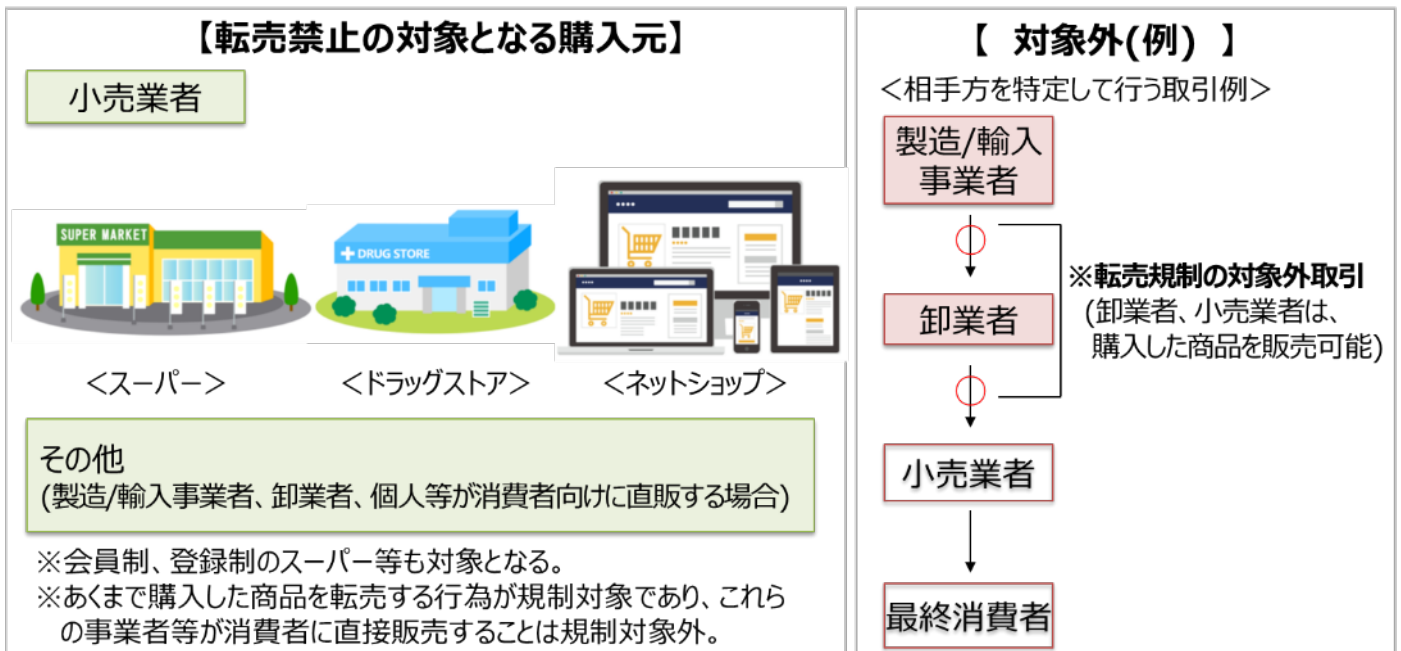 【転売禁止の対象となる購入元】
小売業者
SUPER MARKET
DRUG STORE
<スーパー>
<ドラッグストア>
<ネットショップ>
その他
(製造/輸入事業者、卸業者、個人等が消費者向けに直販する場合)
※会員制、登録制のスーパー等も対象となる。
※あくまで購入した商品を転売する行為が規制対象であり、これら
の事業者等が消費者に直接販売することは規制対象外。
【 対象外(例) 】
<相手方を特定して行う取引例>
製造/輸入
事業者
※転売規制の対象外取引
(卸業者、小売業者は、
購入した商品を販売可能)
卸業者
小売業者
最終消費者